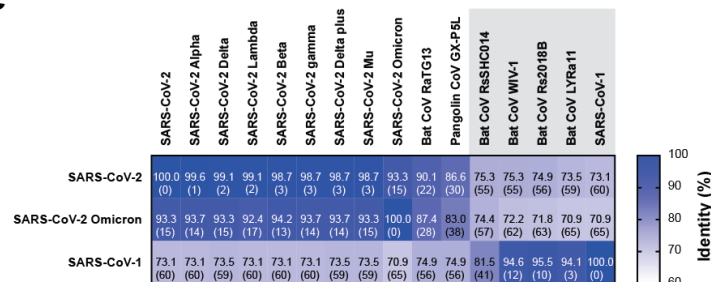 SARS-CoV-2
SARS-CoV-2 Alpha
SARS-CoV-2 Delta
SARS-CoV-2 Lambda
SARS-CoV-2 Beta
SARS-CoV-2 gamma
SARS-CoV-2 Delta plus
SARS-CoV-2 Mu
SARS-CoV-2 Omicron
Bat CoV RaTG13
Pangolin CoV GX-P5L
Bat CoV RsSHC014
Bat CoV WIV-1
Bat CoV Rs2018B
Bat CoV LYRa11
SARS-CoV-1
SARS-CoV-2 100.0 99.6 99.1 99.1 98.7 98.7 98.7 98.7 93.3 90.1 86.6 75.3 75.3 74.9 73.5 73.1
(0) (1) (2) (2) (3) (3) (3) (3) (15) (22) (30) (55) (55) (56) (59) (60)
SARS-CoV-2 Omicron 93.3 93.7 93.3 92.4 94.2 93.7 93.7 93.3 100.0 87.4 83.0 74.4 72.2 71.8 70.9 70.9
(15) (14) (15) (17) (13) (14) (14) (15) (0) (28) (38) (57) (62) (63) (65) (65)
SARS-CoV-1 73.1 73.1 73.5 73.1 73.1 73.1 73.5 73.5 70.9 74.9 74.9 81.5 94.6 95.5 94.1 100.0
(60) (60) (59) (60) (60) (60) (59) (59) (65) (56) (56) (41) (12) (10) (3) (0)
100
90
80
70
60
Identity (%)